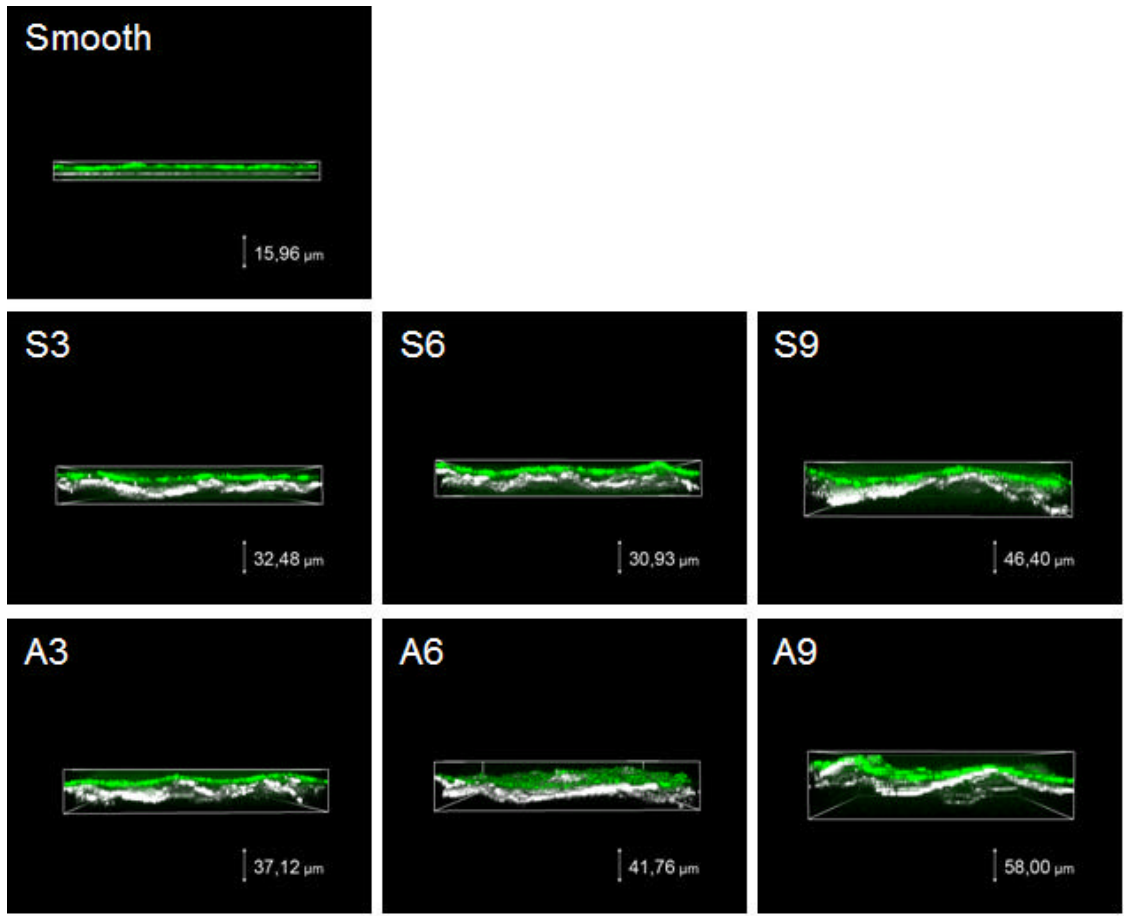 Smooth
15,96 µm
S3
S6
S9
32,48 µm
30,93 µm
46,40 µm
A3
A6
A9
37,12 µm
41,76 µm
58,00 µm